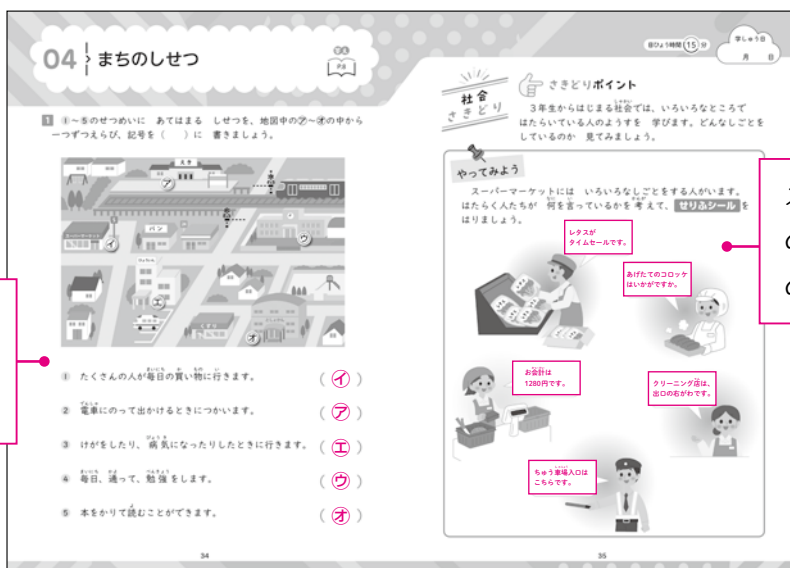 04 まちのしせつ
1 ①~⑤のせつめいに あてはまる しせつを、地図中の㋐~㋔の中から
一つずつえらび、記号を( )に 書きましょう。
えき
㋐
パン
㋑
㋒
びょういん
㋓
㋔
① たくさんの人が毎日の買い物に行きます。 (㋑)
② 電車にのって出かけるときにつかいます。 (㋐)
③ けがをしたり、病気になったりしたときに行きます。 (㋓)
④ 毎日、通って、勉強をします。 (㋒)
⑤ 本をかりて読むことができます。 (㋔)
34
目ひょう時間 15 分
学しゅう日
月 日
社会
さきどり
さきどりポイント
3年生からはじまる社会では、いろいろなところで
はたらいている人のようすを 学びます。どんなしごとを
しているのか 見てみましょう。
やってみよう
スーパーマーケットには いろいろなしごとをする人がいます。
はたらく人たちが 何を言っているかを考えて、せりふシールを
はりましょう。
レタスが
タイムセールです。
あげたてのコロッケ
はいかがですか。
お会計は
1280円です。
クリーニング店は、
出口の右がわです。
ちゅう車場入口は
こちらです。
35